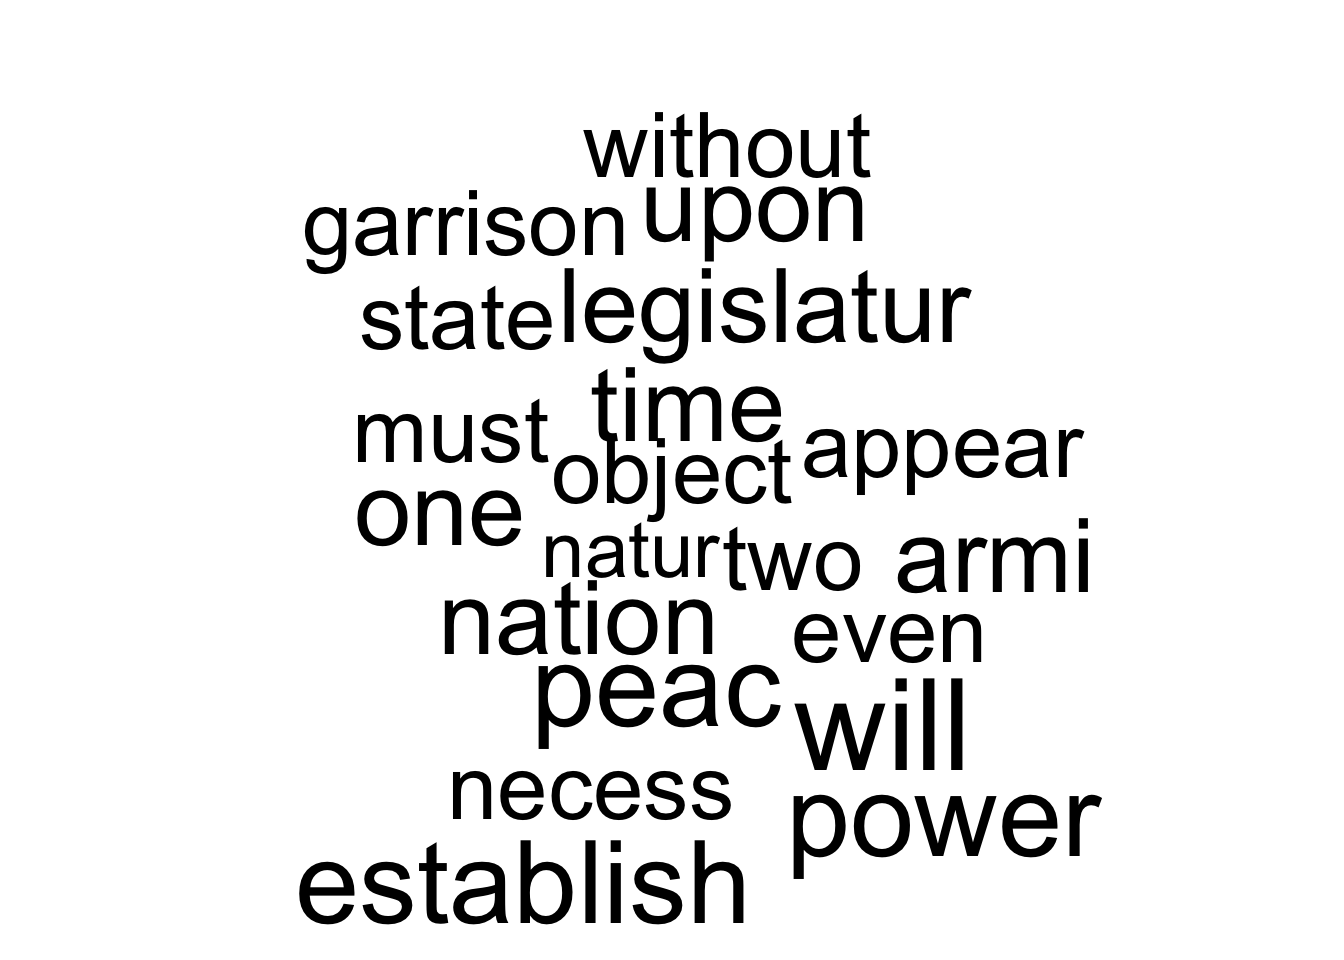 without
garrison upon
state legislatur
time
must object appear
one
natur two armi
nation even
peac will
necess power
establish